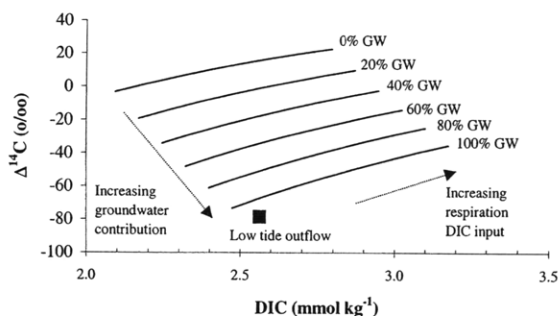 40
20
0
-20
-40
-60
-80
-100
Δ¹⁴C (o/oo)
0% GW
20% GW
40% GW
60% GW
80% GW
100% GW
Increasing
groundwater
contribution
Low tide outflow
Increasing
respiration
DIC input
2.0 2.5 3.0 3.5
DIC (mmol kg⁻¹)